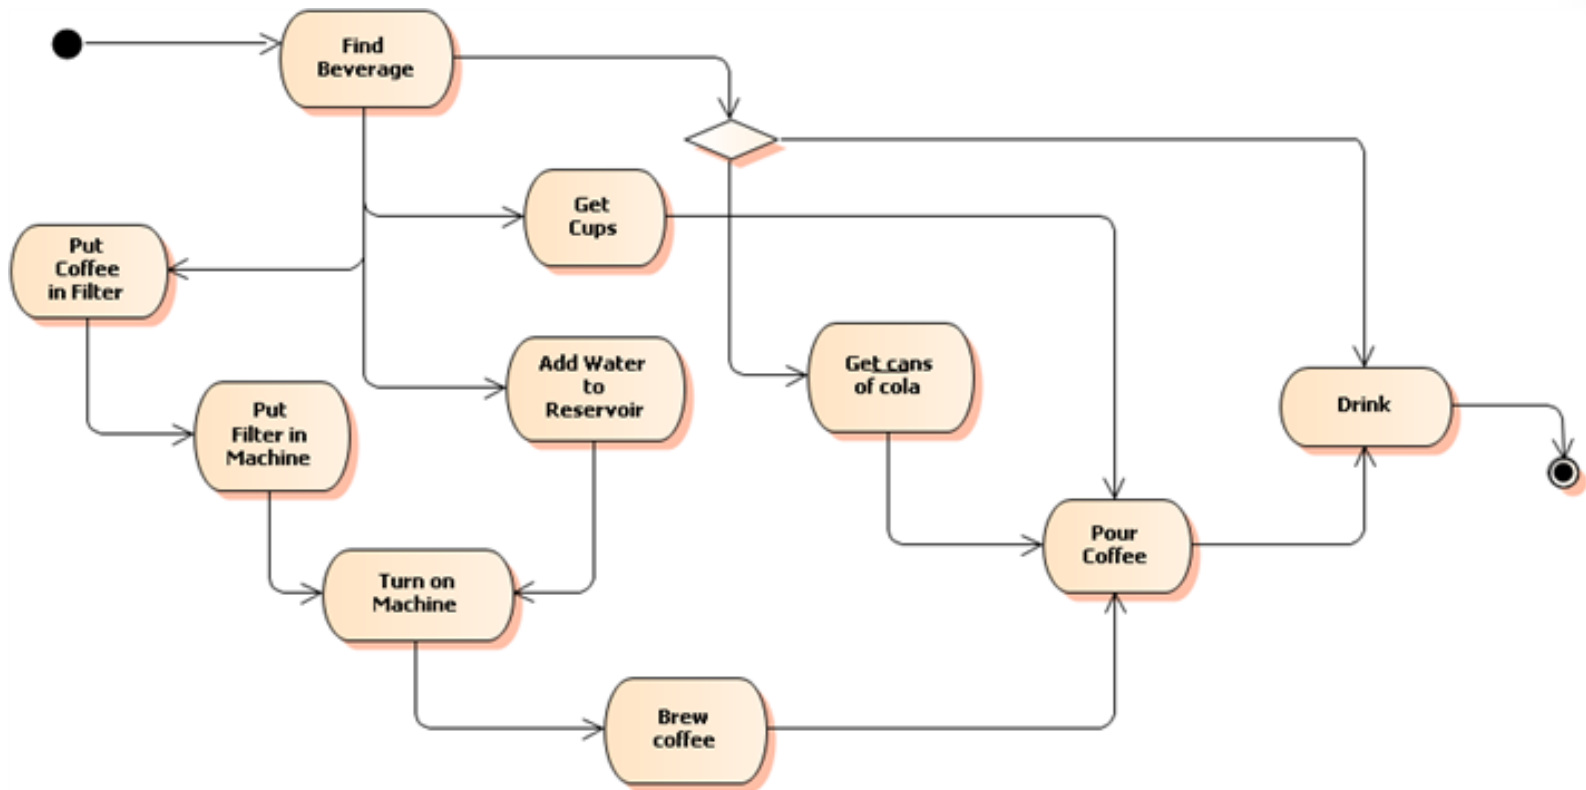 Find
Beverage
Get
Cups
Put
Coffee
in Filter
Add Water
to
Reservoir
Get cans
of cola
Drink
Put
Filter in
Machine
Pour
Coffee
Turn on
Machine
Brew
coffee